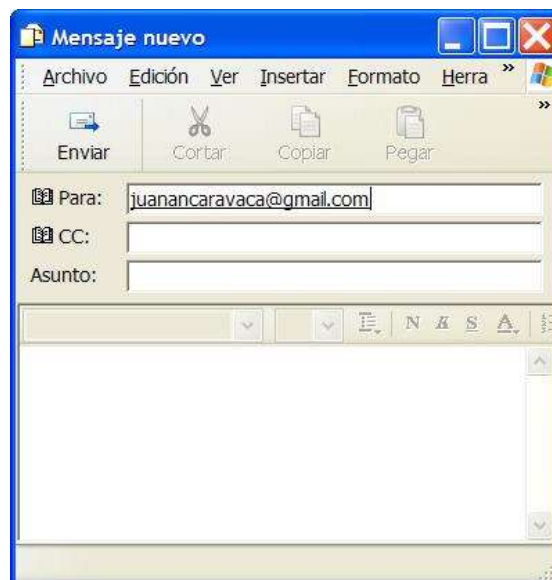 Mensaje nuevo
Archivo Edición Ver Insertar Formato Herra »
»
Enviar Cortar Copiar Pegar
Para: juanancaravaca@gmail.com
CC:
Asunto:
N K S A